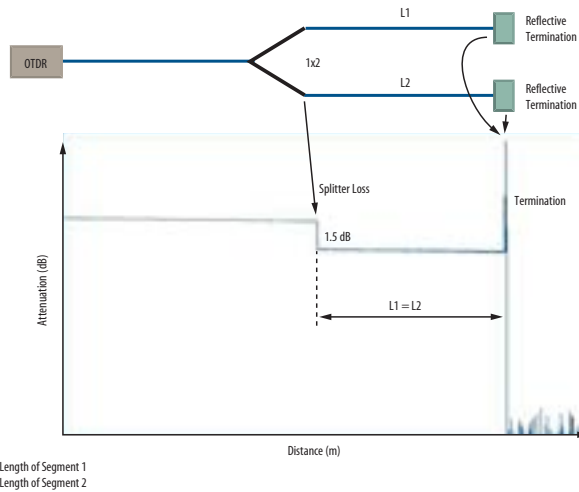 L1
Reflective
Termination
OTDR
1x2
L2
Reflective
Termination
Splitter Loss
Termination
1.5 dB
L1 = L2
Attenuation (dB)
Distance (m)
Length of Segment 1
Length of Segment 2